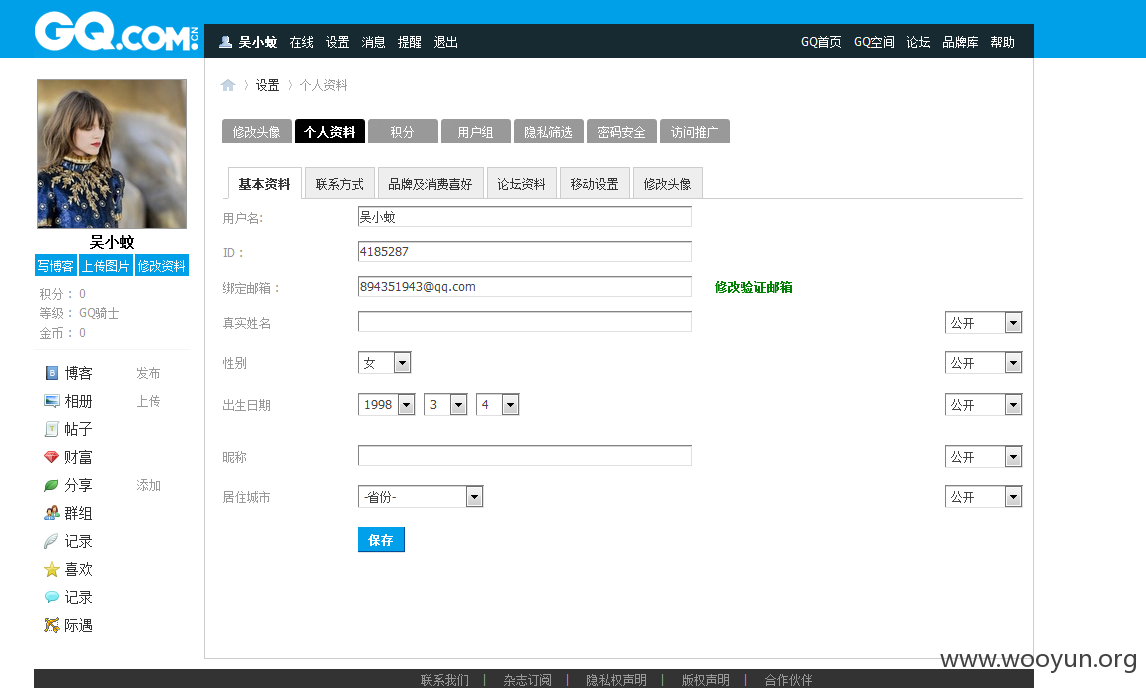 GQ.COM.CN
吴小蚊 在线 设置 消息 提醒 退出 GQ首页 GQ空间 论坛 品牌库 帮助
设置 个人资料
修改头像 个人资料 积分 用户组 隐私筛选 密码安全 访问推广
基本资料 联系方式 品牌及消费喜好 论坛资料 移动设置 修改头像
用户名: 吴小蚊
ID： 4185287
绑定邮箱： 894351943@qq.com 修改验证邮箱
真实姓名 公开
性别 女 公开
出生日期 1998 3 4 公开
昵称 公开
居住城市 -省份- 公开
保存
吴小蚊
写博客 上传图片 修改资料
积分： 0
等级： GQ骑士
金币： 0
博客 发布
相册 上传
帖子
财富
分享 添加
群组
记录
喜欢
记录
际遇
www.wooyun.org
联系我们 | 杂志订阅 | 隐私权声明 | 版权声明 | 合作伙伴